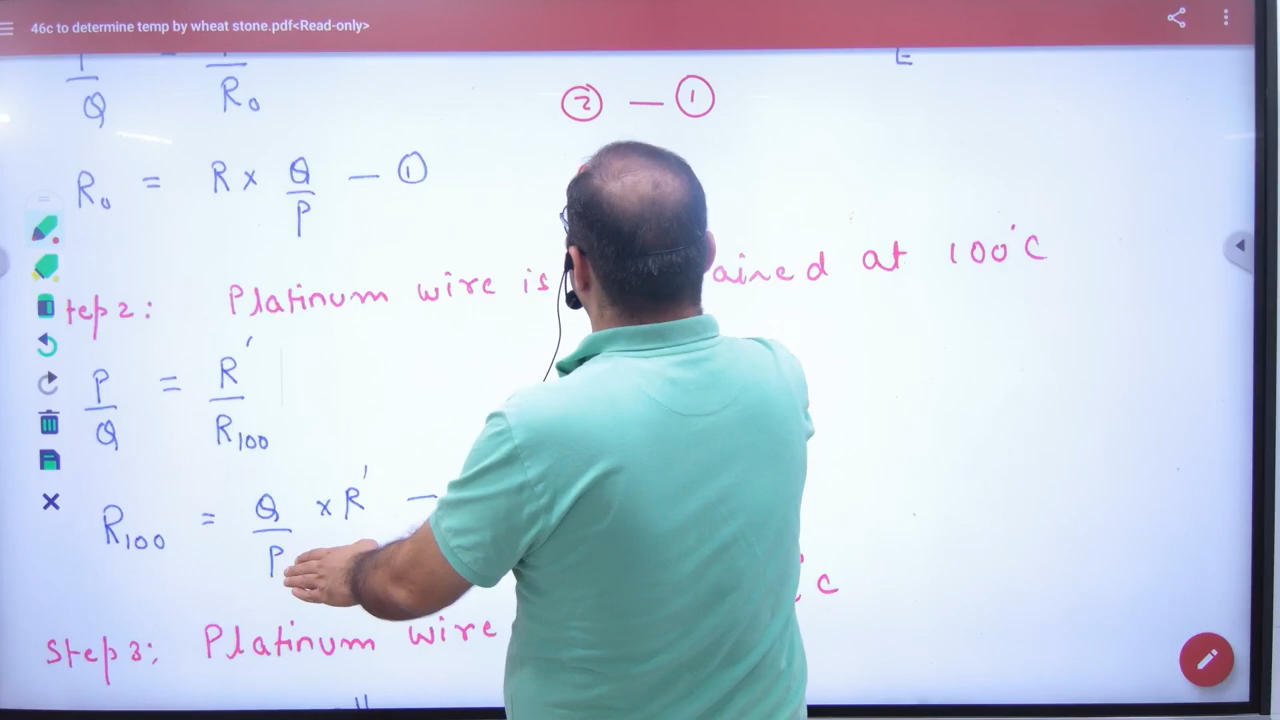 46c to determine temp by wheat stone.pdf<Read-only>
Q R₀
② — ①
R₀ = R × Q/P — ①
tep 2: Platinum wire is ained at 100°C
P/Q = R'/R₁₀₀
R₁₀₀ = Q/P × R' —
°C
Step 3: Platinum wire